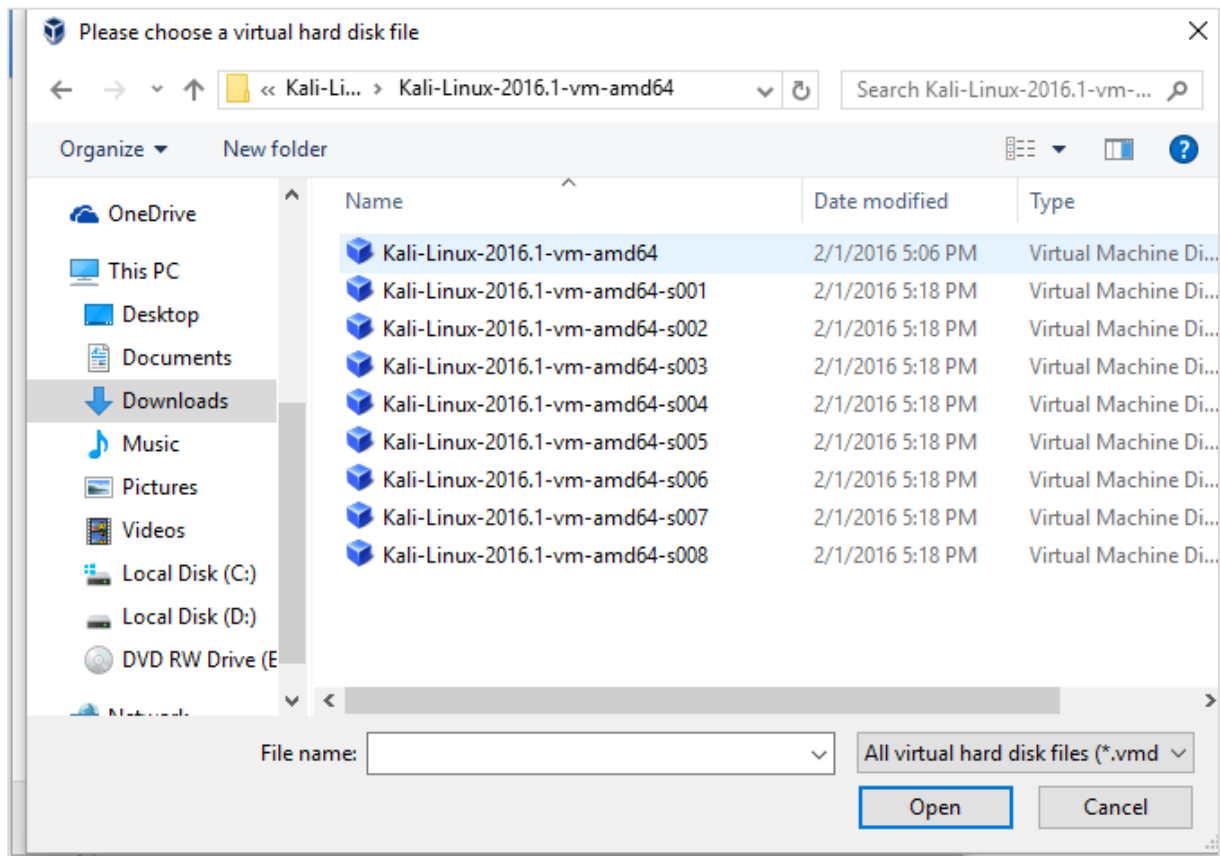 Please choose a virtual hard disk file
« Kali-Li... › Kali-Linux-2016.1-vm-amd64
Search Kali-Linux-2016.1-vm-...
Organize
New folder
Name Date modified Type
OneDrive
This PC
Desktop
Documents
Downloads
Music
Pictures
Videos
Local Disk (C:)
Local Disk (D:)
DVD RW Drive (E
Kali-Linux-2016.1-vm-amd64 2/1/2016 5:06 PM Virtual Machine Di...
Kali-Linux-2016.1-vm-amd64-s001 2/1/2016 5:18 PM Virtual Machine Di...
Kali-Linux-2016.1-vm-amd64-s002 2/1/2016 5:18 PM Virtual Machine Di...
Kali-Linux-2016.1-vm-amd64-s003 2/1/2016 5:18 PM Virtual Machine Di...
Kali-Linux-2016.1-vm-amd64-s004 2/1/2016 5:18 PM Virtual Machine Di...
Kali-Linux-2016.1-vm-amd64-s005 2/1/2016 5:18 PM Virtual Machine Di...
Kali-Linux-2016.1-vm-amd64-s006 2/1/2016 5:18 PM Virtual Machine Di...
Kali-Linux-2016.1-vm-amd64-s007 2/1/2016 5:18 PM Virtual Machine Di...
Kali-Linux-2016.1-vm-amd64-s008 2/1/2016 5:18 PM Virtual Machine Di...
File name:
All virtual hard disk files (*.vmd
Open
Cancel